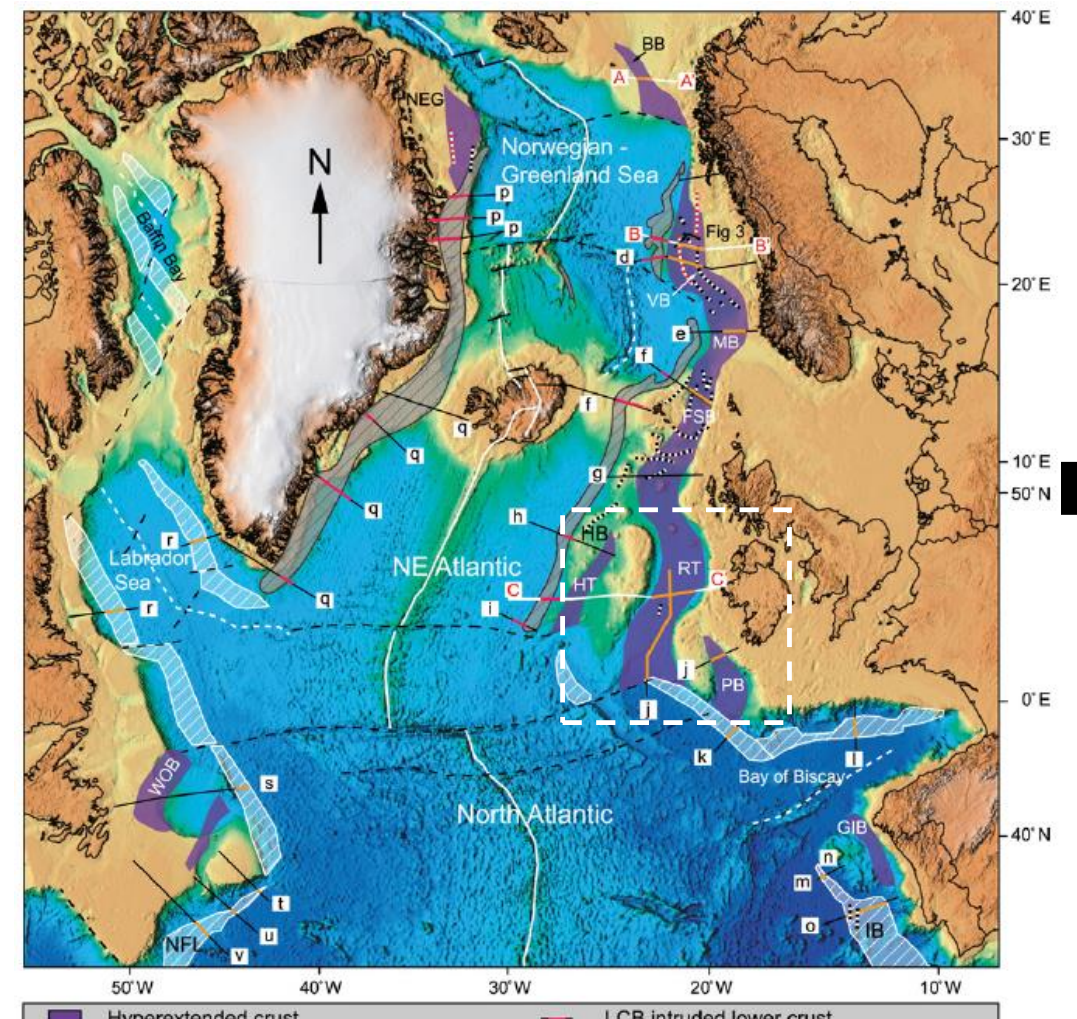 40° E
BB
A
A'
NEG
30° E
Norwegian -
Greenland Sea
N
p
p
p
Baffin Bay
B
Fig 3
B'
d
20° E
VB
e
MB
f
f
FSB
q
q
g
10° E
50° N
q
h
HB
r
Labrador
Sea
NE Atlantic
RT
HT
C
C'
q
i
r
j
PB
0° E
j
k
l
Bay of Biscay
WOB
s
North Atlantic
GIB
40° N
n
m
t
o
IB
u
NFL
v
50° W
40° W
30° W
20° W
10° W
Hyperextended crust
LCB intruded lower crust